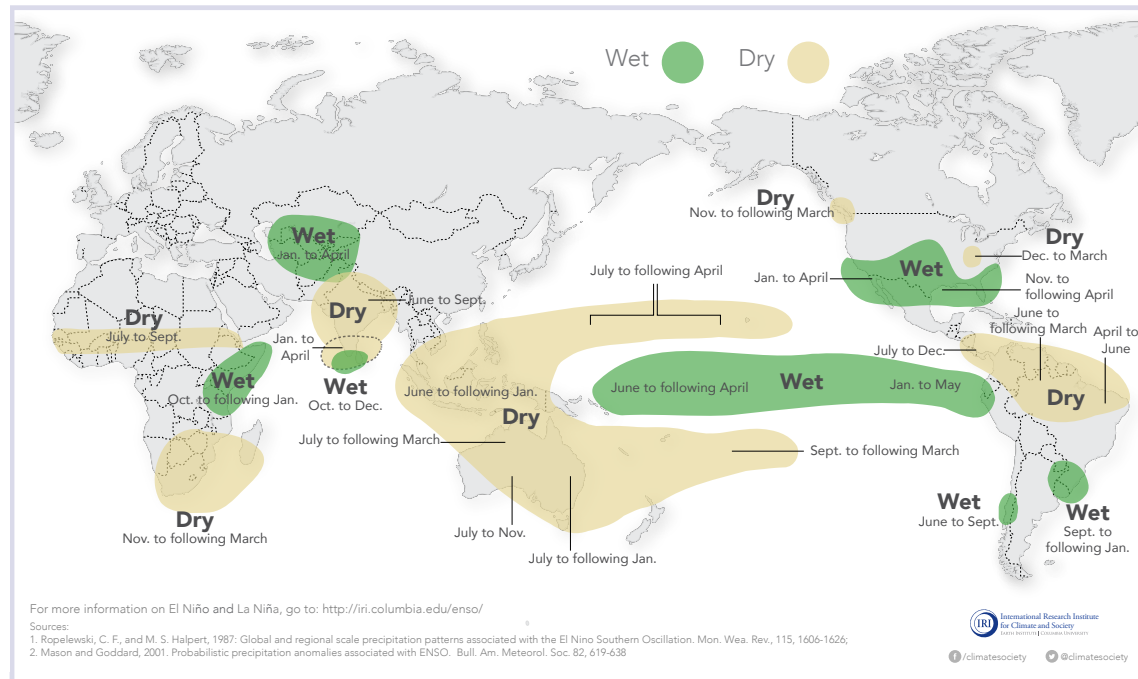 Wet
Dry
Dry
Nov. to following March
Wet
Jan. to April
Dry
Dec. to March
July to following April
Jan. to April
Wet
Nov. to
following April
June to Sept.
Dry
Dry
July to Sept.
Jan. to
April
June to
following March
April to
June
July to Dec.
Wet
Oct. to following Jan.
Wet
Oct. to Dec.
June to following Jan.
Dry
June to following April
Wet
Jan. to May
Dry
July to following March
Sept. to following March
Dry
Nov. to following March
July to Nov.
July to following Jan.
Wet
June to Sept.
Wet
Sept. to
following Jan.
For more information on El Niño and La Niña, go to: http://iri.columbia.edu/enso/
Sources:
1. Ropelewski, C. F., and M. S. Halpert, 1987: Global and regional scale precipitation patterns associated with the El Nino Southern Oscillation. Mon. Wea. Rev., 115, 1606-1626;
2. Mason and Goddard, 2001. Probabilistic precipitation anomalies associated with ENSO. Bull. Am. Meteorol. Soc. 82, 619-638
IRI
International Research Institute
for Climate and Society
EARTH INSTITUTE | COLUMBIA UNIVERSITY
/climatesociety
@climatesociety